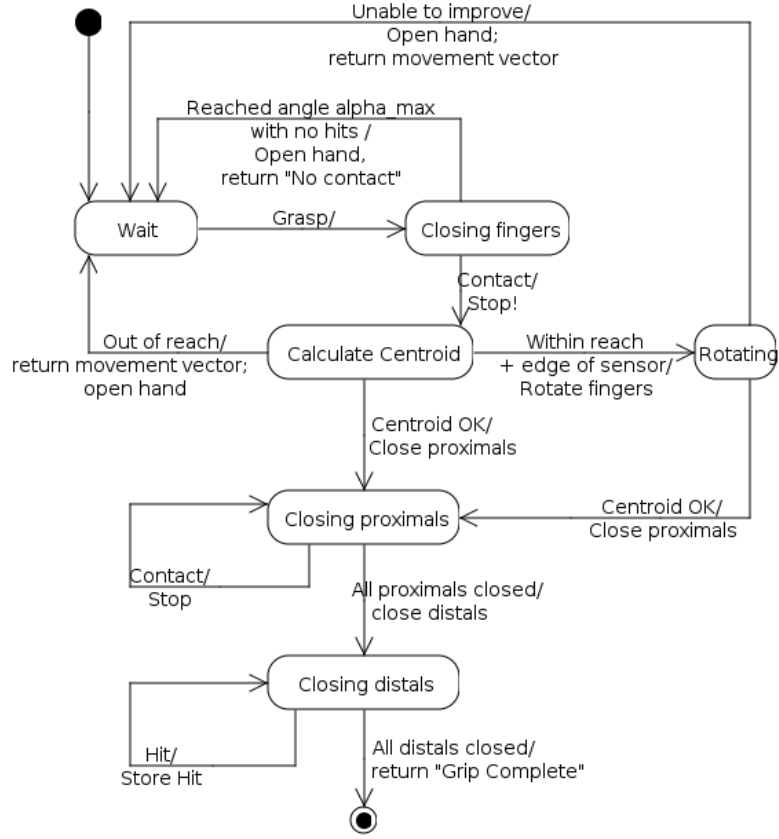 Unable to improve/
Open hand;
return movement vector
Reached angle alpha_max
with no hits /
Open hand,
return "No contact"
Wait
Grasp/
Closing fingers
Contact/
Stop!
Out of reach/
return movement vector;
open hand
Calculate Centroid
Within reach
+ edge of sensor/
Rotate fingers
Rotating
Centroid OK/
Close proximals
Closing proximals
Centroid OK/
Close proximals
Contact/
Stop
All proximals closed/
close distals
Closing distals
Hit/
Store Hit
All distals closed/
return "Grip Complete"